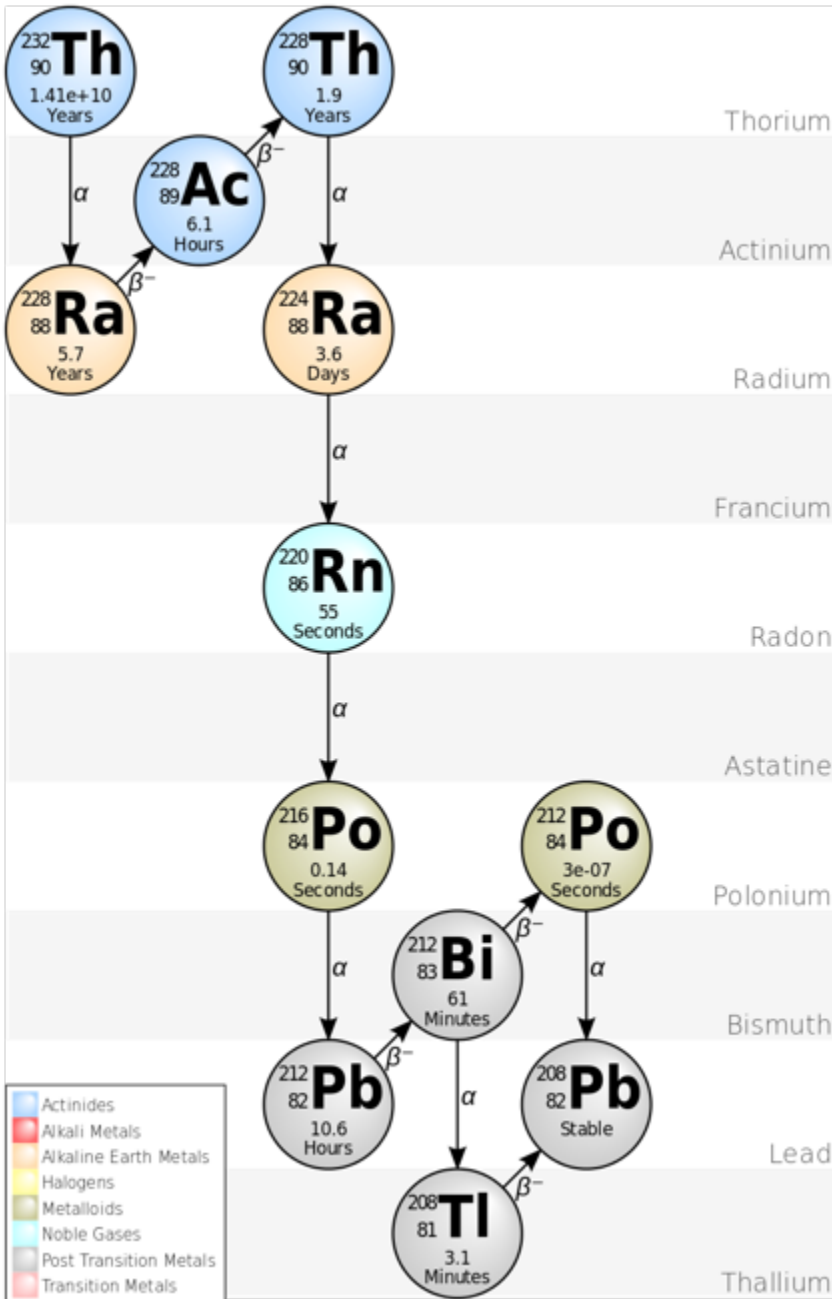 232
90
Th
1.41e+10
Years
228
90
Th
1.9
Years
Thorium
β⁻
228
89
Ac
6.1
Hours
α
α
Actinium
β⁻
228
88
Ra
5.7
Years
224
88
Ra
3.6
Days
Radium
α
Francium
220
86
Rn
55
Seconds
Radon
α
Astatine
216
84
Po
0.14
Seconds
212
84
Po
3e-07
Seconds
Polonium
β⁻
212
83
Bi
61
Minutes
α
α
Bismuth
β⁻
212
82
Pb
10.6
Hours
α
208
82
Pb
Stable
Lead
β⁻
208
81
Tl
3.1
Minutes
Thallium
Actinides
Alkali Metals
Alkaline Earth Metals
Halogens
Metalloids
Noble Gases
Post Transition Metals
Transition Metals